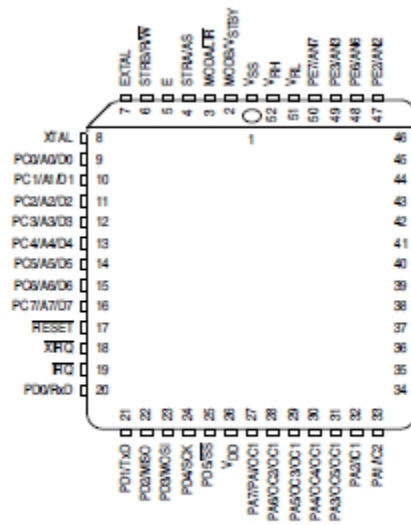 EXTAL
STRB/R/W
E
STRA/AS
MODA/LIR
MODB/VSTBY
VSS
VRH
VRL
PE7/AN7
PE3/AN3
PE6/AN6
PE2/AN2
7 6 5 4 3 2 52 51 50 49 48 47
1
XTAL 8 46
PC0/A0/D0 9 45
PC1/A1/D1 10 44
PC2/A2/D2 11 43
PC3/A3/D3 12 42
PC4/A4/D4 13 41
PC5/A5/D5 14 40
PC6/A6/D6 15 39
PC7/A7/D7 16 38
RESET 17 37
XIRQ 18 36
IRQ 19 35
PD0/RxD 20 34
21 22 23 24 25 26 27 28 29 30 31 32 33
PD1/TxD
PD2/MISO
PD3/MOSI
PD4/SCK
PD5/SS
VDD
PA7/PAI/OC1
PA6/OC2/OC1
PA5/OC3/OC1
PA4/OC4/OC1
PA3/OC5/OC1
PA2/IC1
PA1/IC2